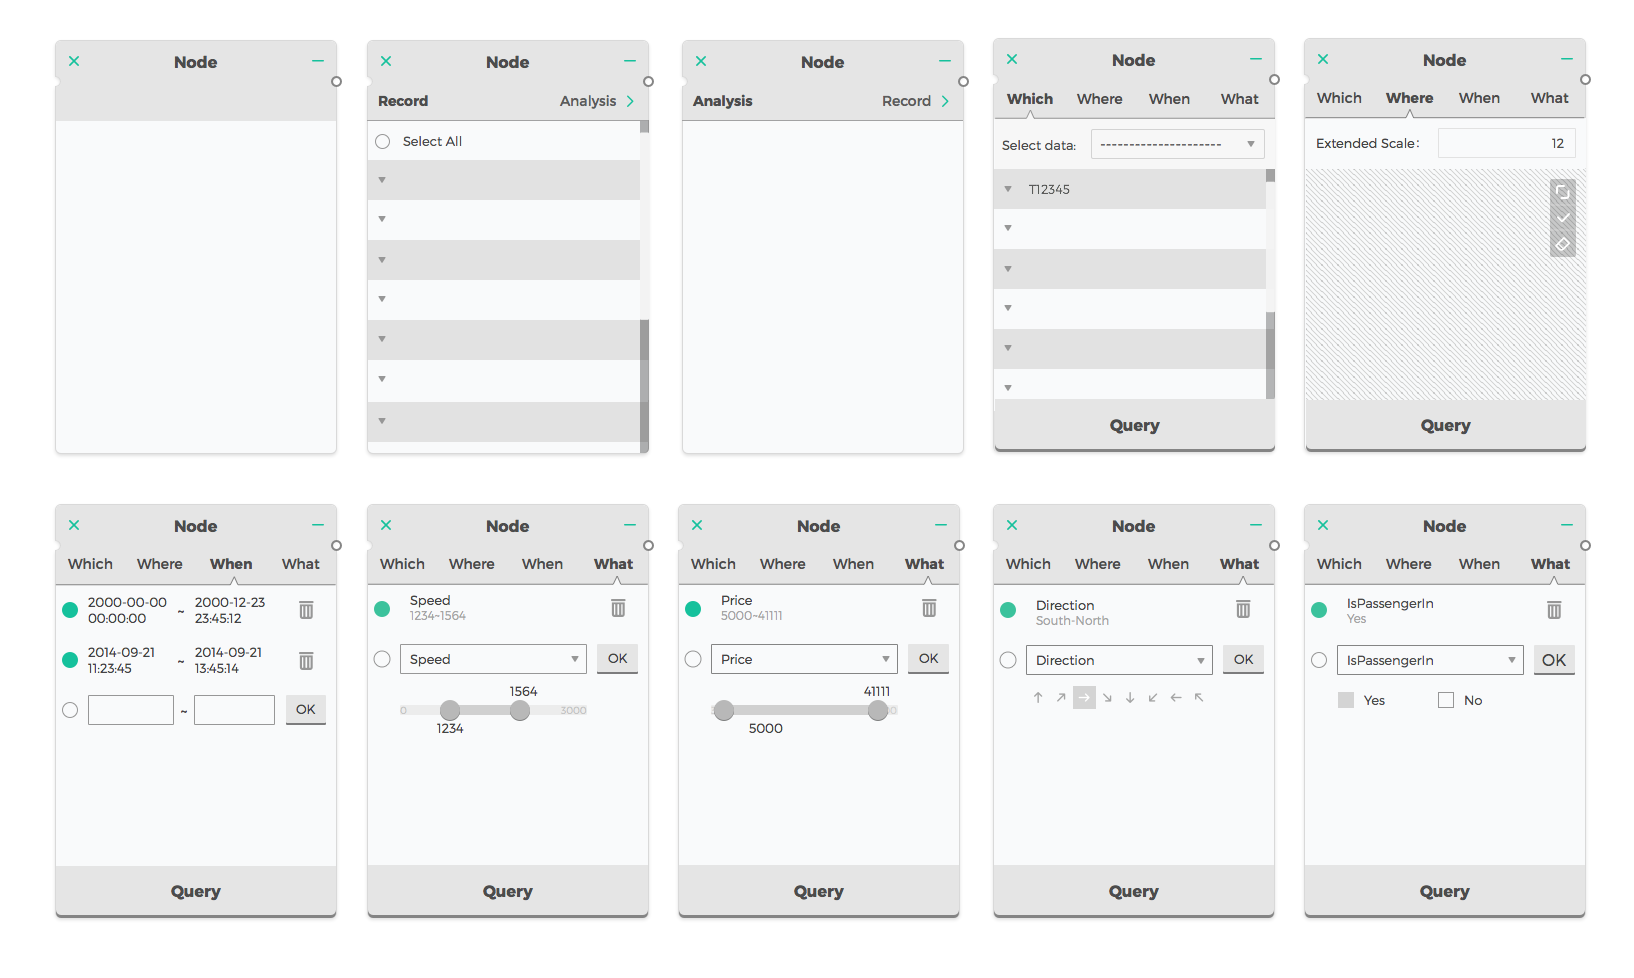 Node
Node
Record Analysis
Select All
Node
Analysis Record
Node
Which Where When What
Select data: ---------------------
T12345
Query
Node
Which Where When What
Extended Scale: 12
Query
Node
Which Where When What
2000-00-00 ~ 2000-12-23
00:00:00 23:45:12
2014-09-21 ~ 2014-09-21
11:23:45 13:45:14
~ OK
Query
Node
Which Where When What
Speed
1234~1564
Speed OK
1564
0 3000
1234
Query
Node
Which Where When What
Price
5000~41111
Price OK
41111
5000
Query
Node
Which Where When What
Direction
South-North
Direction OK
Query
Node
Which Where When What
IsPassengerIn
Yes
IsPassengerIn OK
Yes No
Query